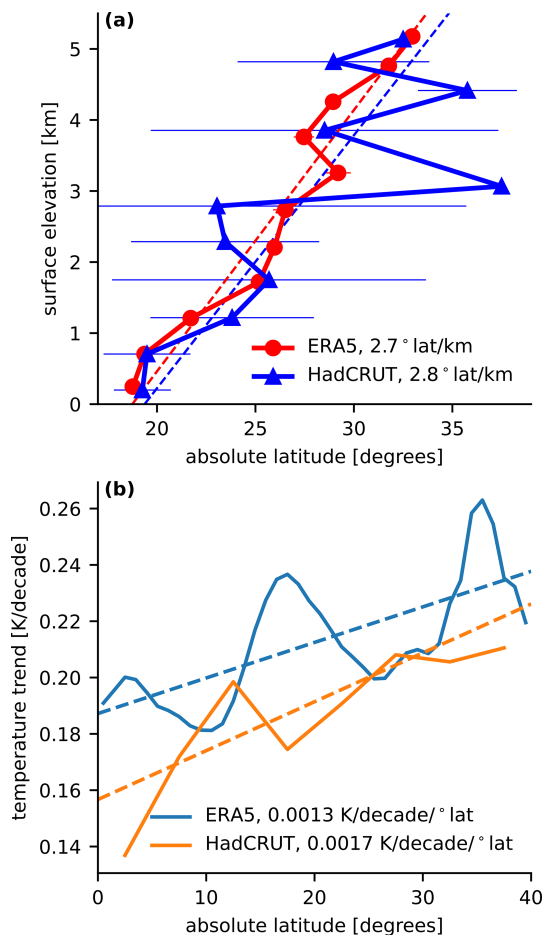 (a)
5
4
3
2
1
0
surface elevation [km]
ERA5, 2.7°lat/km
HadCRUT, 2.8°lat/km
20 25 30 35
absolute latitude [degrees]
(b)
0.26
0.24
0.22
0.20
0.18
0.16
0.14
temperature trend [K/decade]
ERA5, 0.0013 K/decade/°lat
HadCRUT, 0.0017 K/decade/°lat
0 10 20 30 40
absolute latitude [degrees]